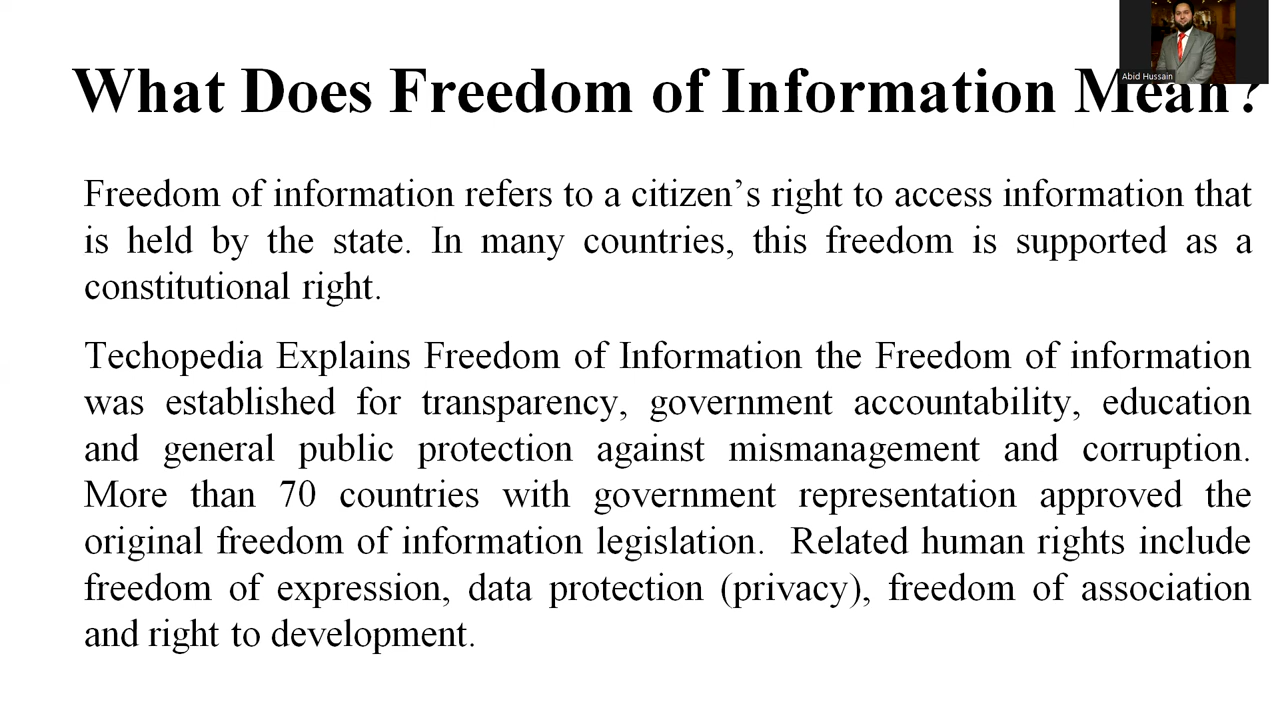 Abid Hussain
What Does Freedom of Information Mean?
Freedom of information refers to a citizen’s right to access information that
is held by the state. In many countries, this freedom is supported as a
constitutional right.
Techopedia Explains Freedom of Information the Freedom of information
was established for transparency, government accountability, education
and general public protection against mismanagement and corruption.
More than 70 countries with government representation approved the
original freedom of information legislation.  Related human rights include
freedom of expression, data protection (privacy), freedom of association
and right to development.